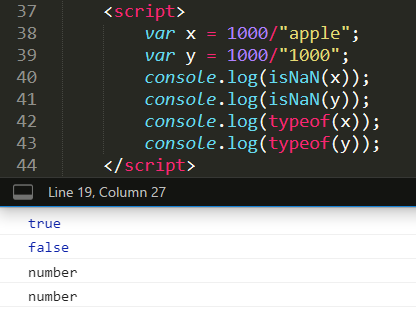 37 <script>
38 var x = 1000/"apple";
39 var y = 1000/"1000";
40 console.log(isNaN(x));
41 console.log(isNaN(y));
42 console.log(typeof(x));
43 console.log(typeof(y));
44 </script>
Line 19, Column 27
true
false
number
number